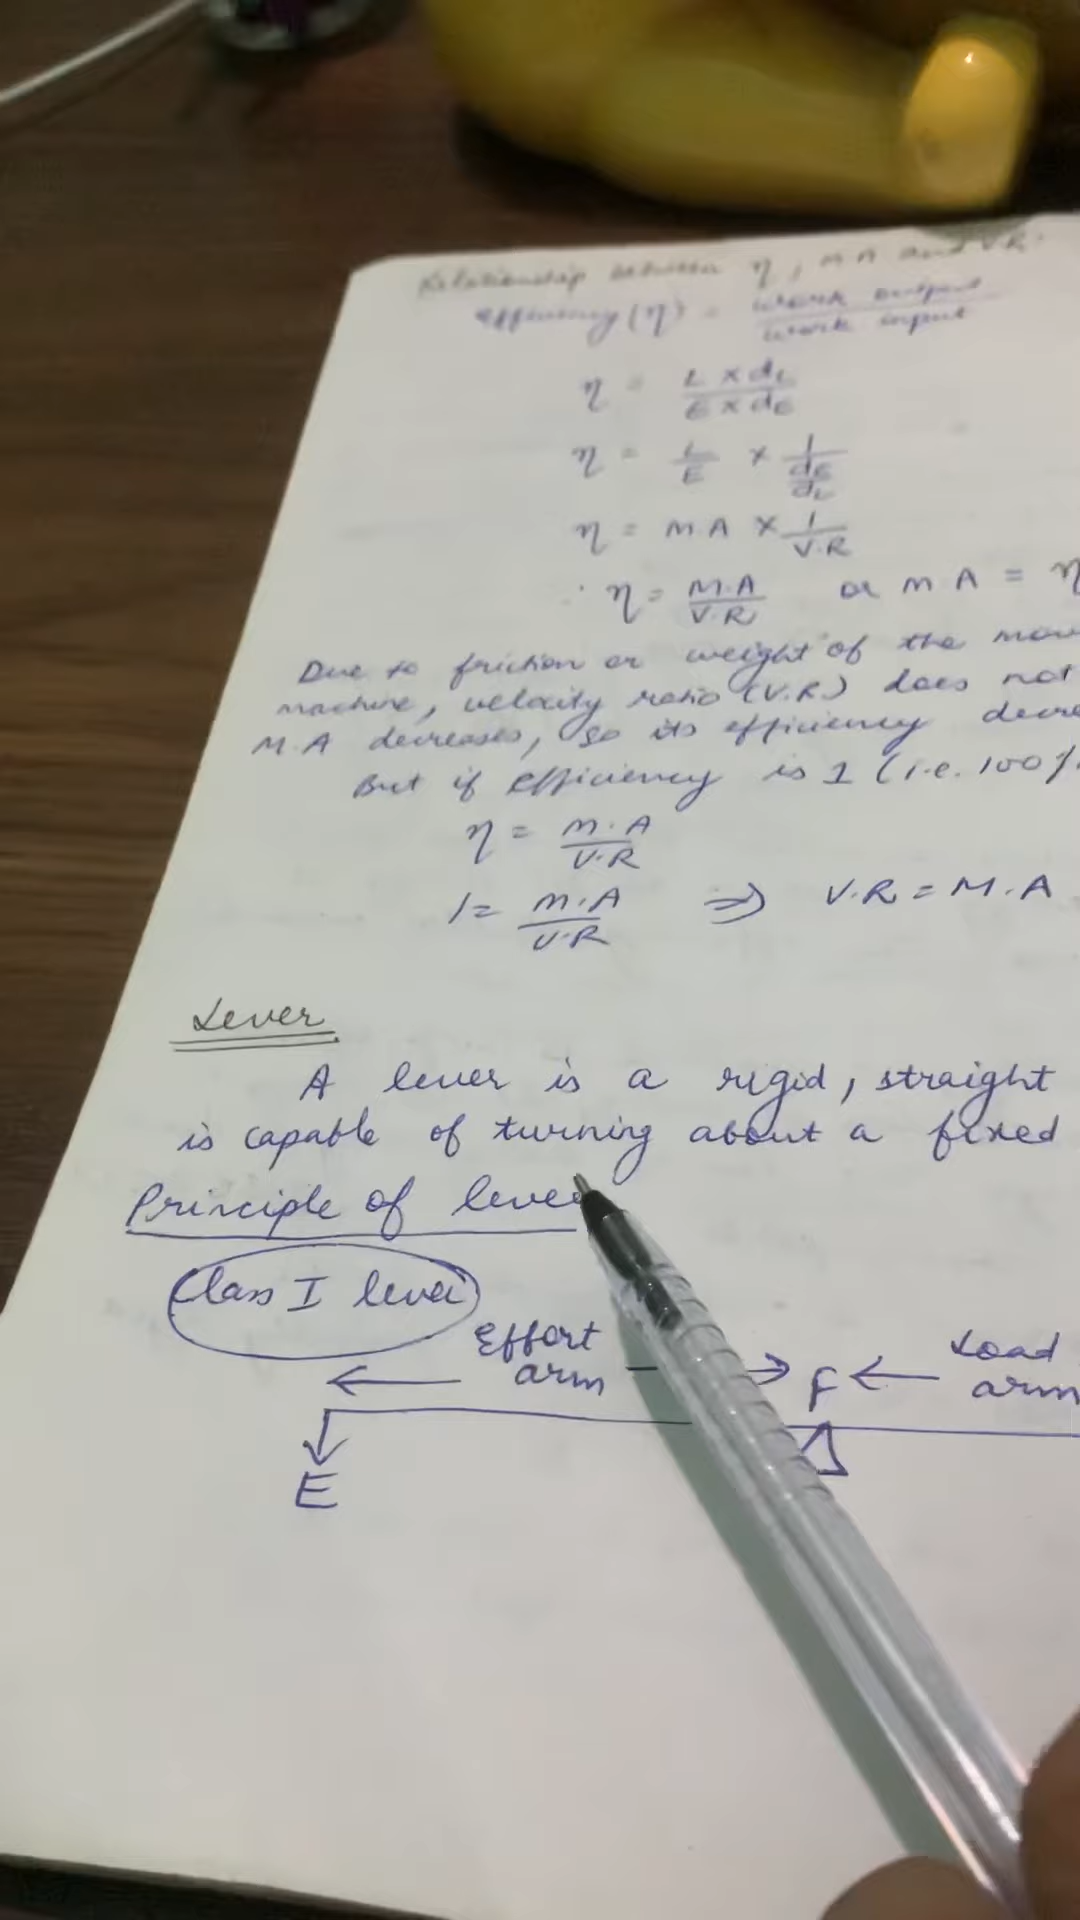 Relationship between η, M.A and V.R.
Efficiency (η) = work output / work input
η = L × dL / E × dE
η = L/E × 1 / dE/dL
η = M.A × 1/V.R
∴ η = M.A/V.R or M.A = η
Due to friction or weight of the
machine, velocity ratio (V.R.) does not
M.A decreases, so its efficiency
But if efficiency is 1 (i.e. 100%
η = M.A/V.R
1 = M.A/V.R ⇒ V.R = M.A
Lever
A lever is a rigid, straight
is capable of turning about a fixed
Principle of lever
Class I lever
Effort arm F Load arm
E